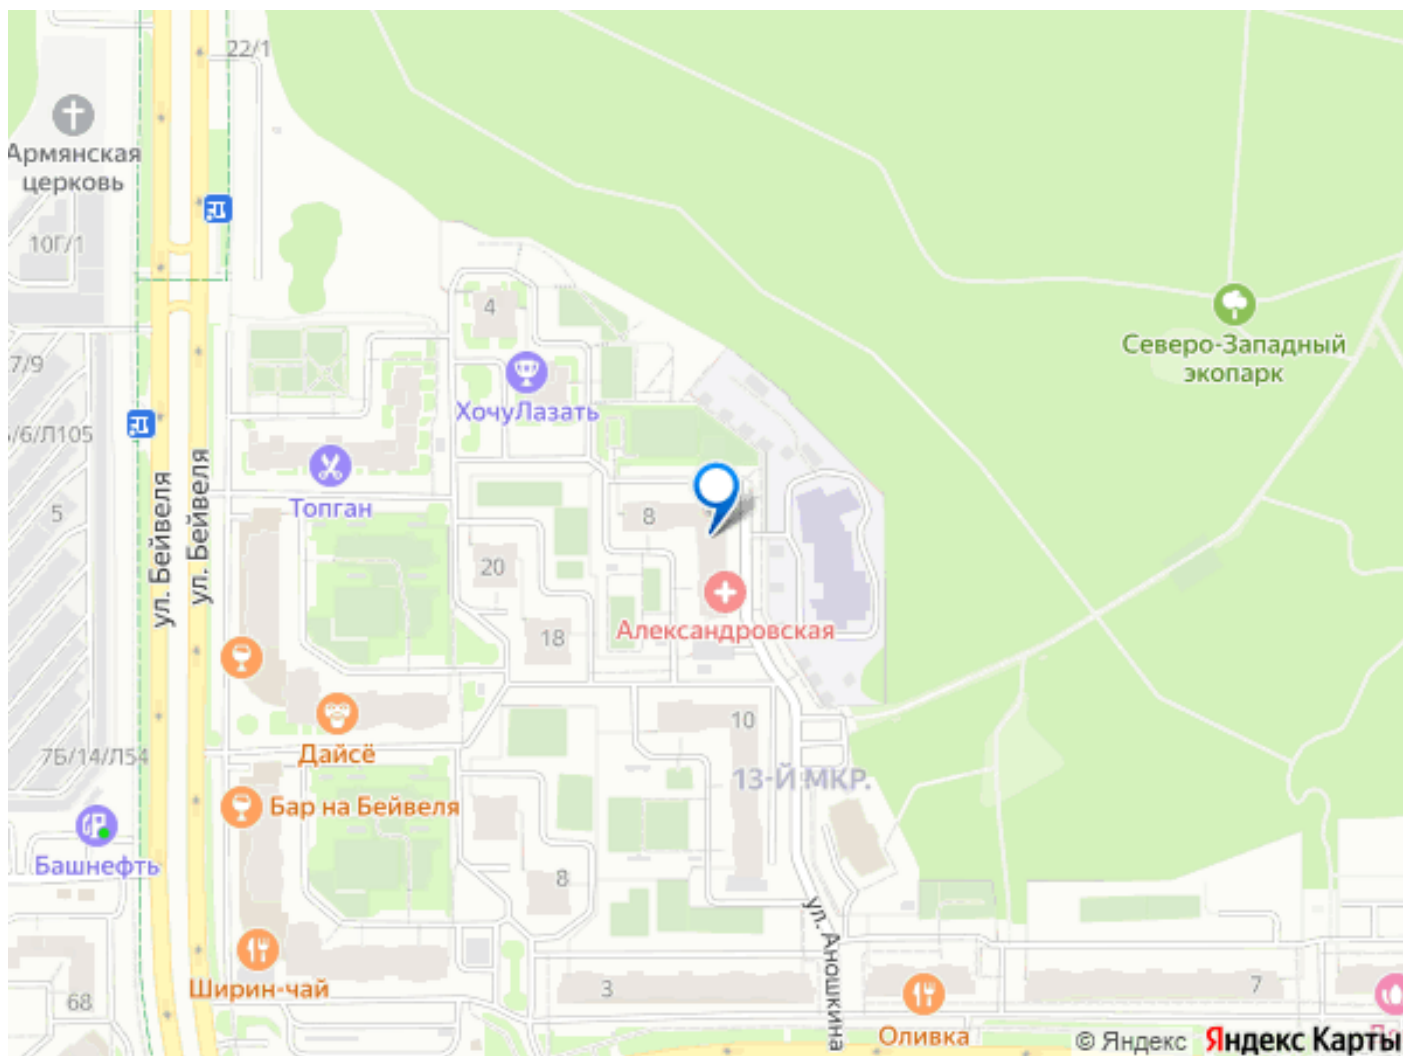 22/1
Армянская
церковь
10Г/1
4
7/9
Северо-Западный
экопарк
ХочуЛазать
/6/Л105
ул. Бейвеля
ул. Бейвеля
Топган
5
8
20
18
Александровская
10
7Б/14/Л54
Дайсё
13-Й МКР.
Бар на Бейвеля
Башнефть
8
ул. Аношкина
Ширин-чай
68
3
7
Оливка
© Яндекс Яндекс Карты